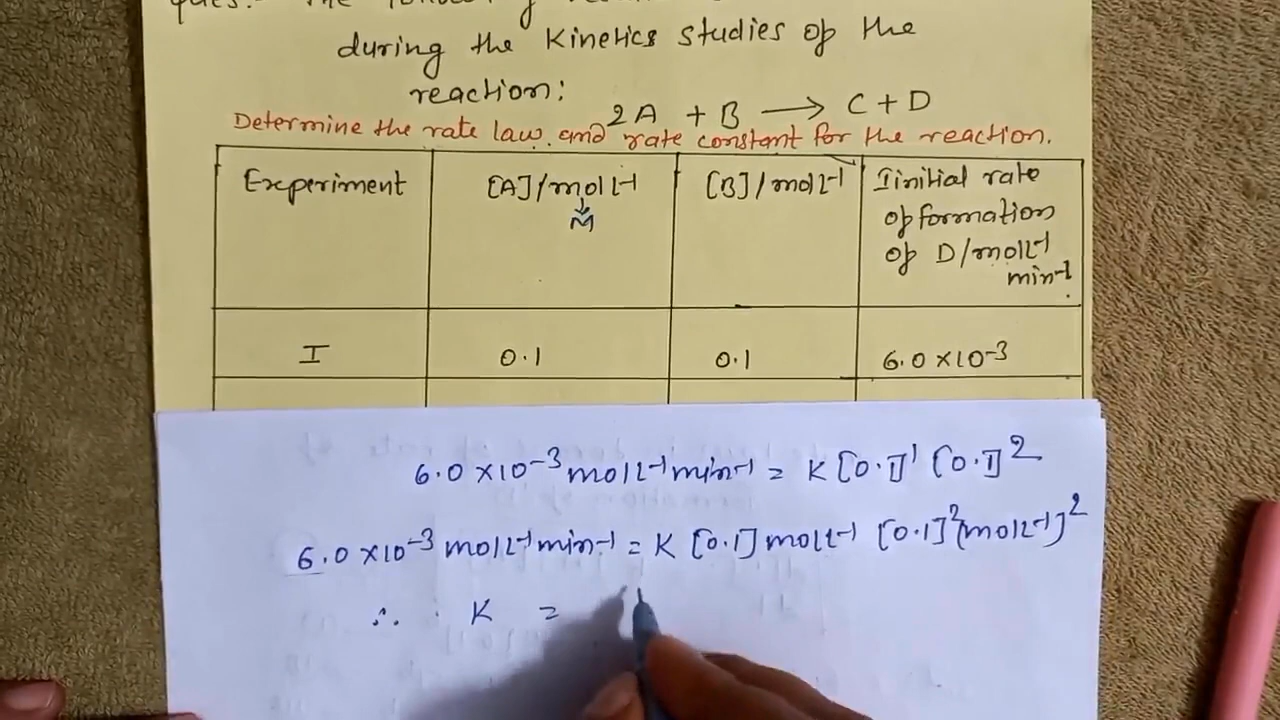 ques:- The
during the Kinetics studies of the
reaction:
2A + B ⟶ C + D
Determine the rate law and rate constant for the reaction.
Experiment [A]/mol L⁻¹ [B]/mol L⁻¹ Iinitial rate of formation of D/mol L⁻¹ min⁻¹
M
I 0.1 0.1 6.0 ×10⁻³
6.0 ×10⁻³ mol L⁻¹ min⁻¹ = K [0.1]¹ [0.1]²
6.0 ×10⁻³ mol L⁻¹ min⁻¹ = K [0.1] mol L⁻¹ [0.1]² (mol L⁻¹)²
∴ K =